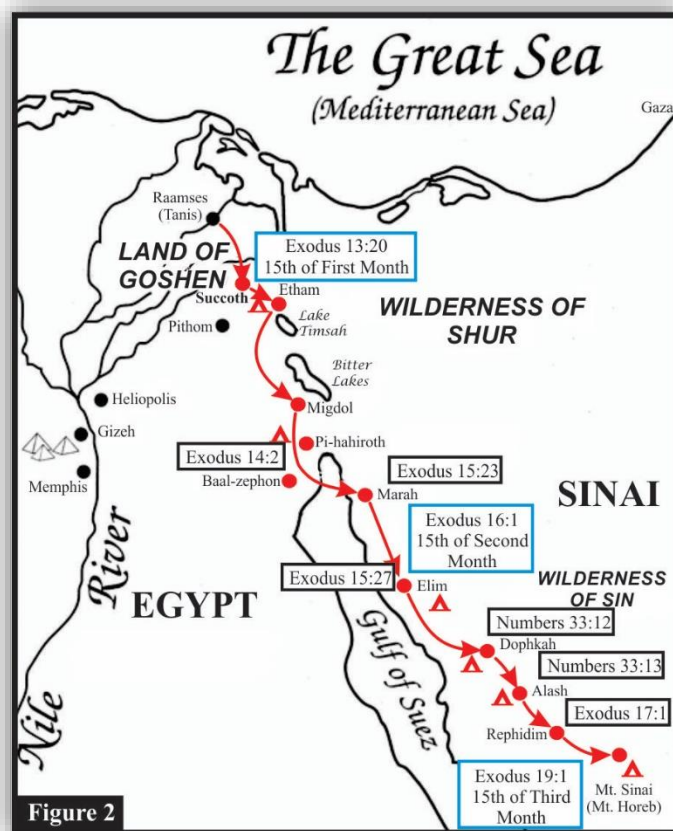 The Great Sea
(Mediterranean Sea)
Gaza
Raamses
(Tanis)
LAND OF
GOSHEN
Exodus 13:20
15th of First Month
Succoth
Etham
Lake
Timsah
WILDERNESS OF
SHUR
Pithom
Bitter
Lakes
Heliopolis
Migdol
Gizeh
Pi-hahiroth
Exodus 14:2
Memphis
Baal-zephon
Exodus 15:23
Marah
SINAI
Exodus 16:1
15th of Second
Month
Exodus 15:27
Elim
WILDERNESS
OF SIN
EGYPT
Numbers 33:12
Dophkah
Numbers 33:13
Alash
Gulf of Suez
Exodus 17:1
Rephidim
Nile River
Exodus 19:1
15th of Third
Month
Mt. Sinai
(Mt. Horeb)
Figure 2